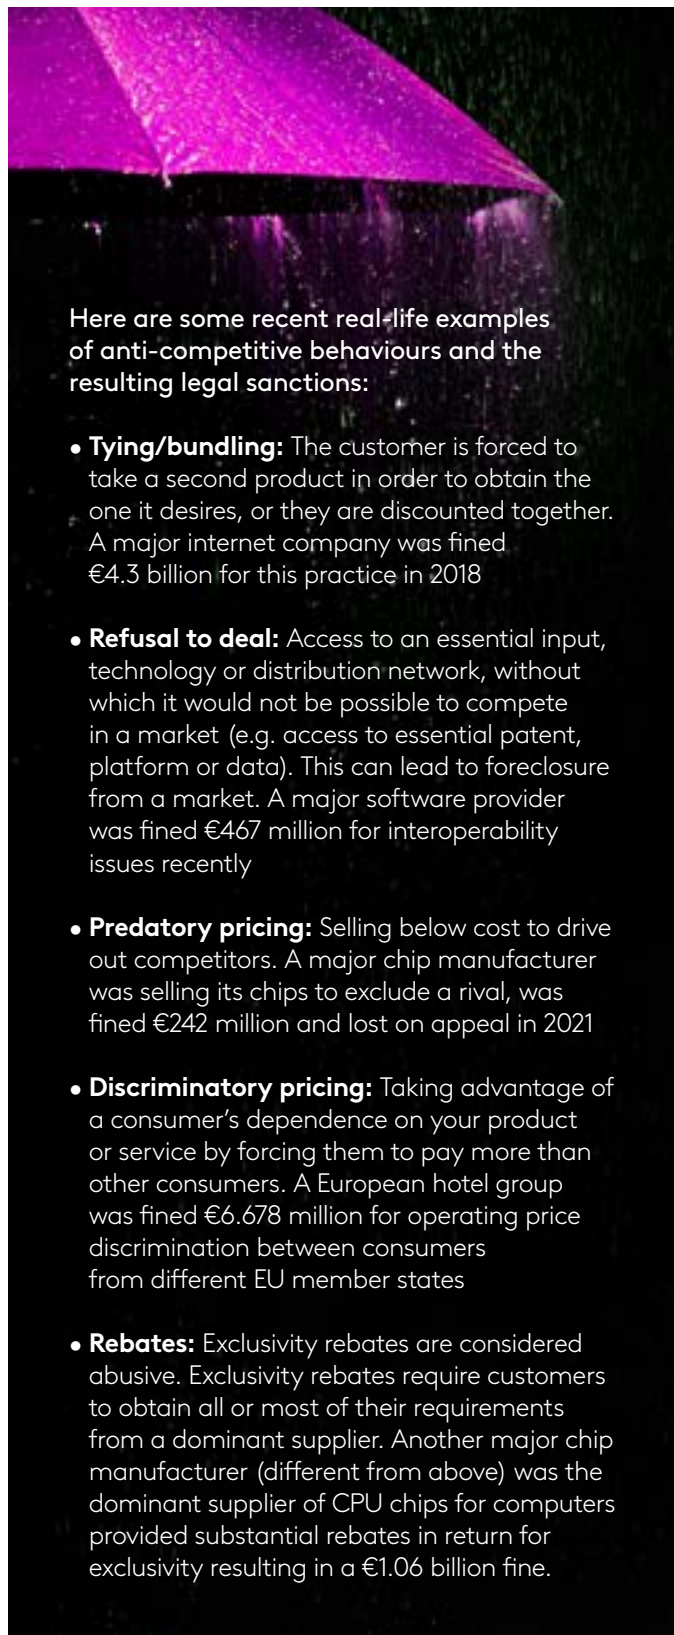 Here are some recent real-life examples
of anti-competitive behaviours and the
resulting legal sanctions:
• Tying/bundling: The customer is forced to
take a second product in order to obtain the
one it desires, or they are discounted together.
A major internet company was fined
€4.3 billion for this practice in 2018
• Refusal to deal: Access to an essential input,
technology or distribution network, without
which it would not be possible to compete
in a market (e.g. access to essential patent,
platform or data). This can lead to foreclosure
from a market. A major software provider
was fined €467 million for interoperability
issues recently
• Predatory pricing: Selling below cost to drive
out competitors. A major chip manufacturer
was selling its chips to exclude a rival, was
fined €242 million and lost on appeal in 2021
• Discriminatory pricing: Taking advantage of
a consumer’s dependence on your product
or service by forcing them to pay more than
other consumers. A European hotel group
was fined €6.678 million for operating price
discrimination between consumers
from different EU member states
• Rebates: Exclusivity rebates are considered
abusive. Exclusivity rebates require customers
to obtain all or most of their requirements
from a dominant supplier. Another major chip
manufacturer (different from above) was the
dominant supplier of CPU chips for computers
provided substantial rebates in return for
exclusivity resulting in a €1.06 billion fine.